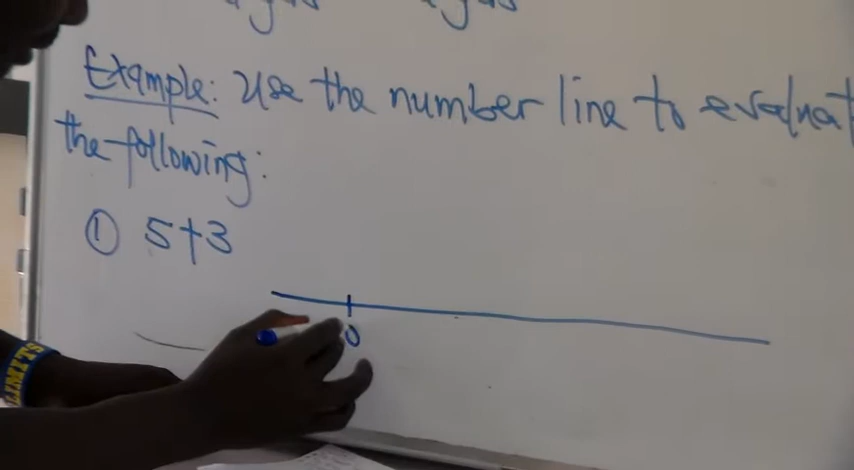 Example: Use the number line to evaluat
the following:
① 5+3
0